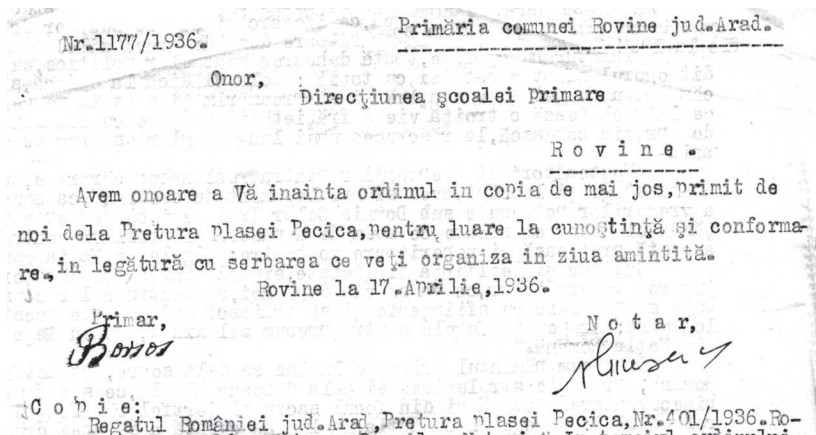 Primăria comunei Rovine jud.Arad.
Nr.1177/1936.
Onor,
Direcţiunea şcoalei primare
Rovine.
Avem onoare a Vă inainta ordinul in copia de mai jos,primit de
noi dela Pretura plasei Pecica,pentru luare la cunoştinţă şi conforma-
re,in legătură cu serbarea ce veţi organiza in ziua amintită.
Rovine la 17.Aprilie,1936.
Primar,
Notar,
Copie:
Regatul României jud.Arad,Pretura plasei Pecica,Nr.401/1936.Ro-